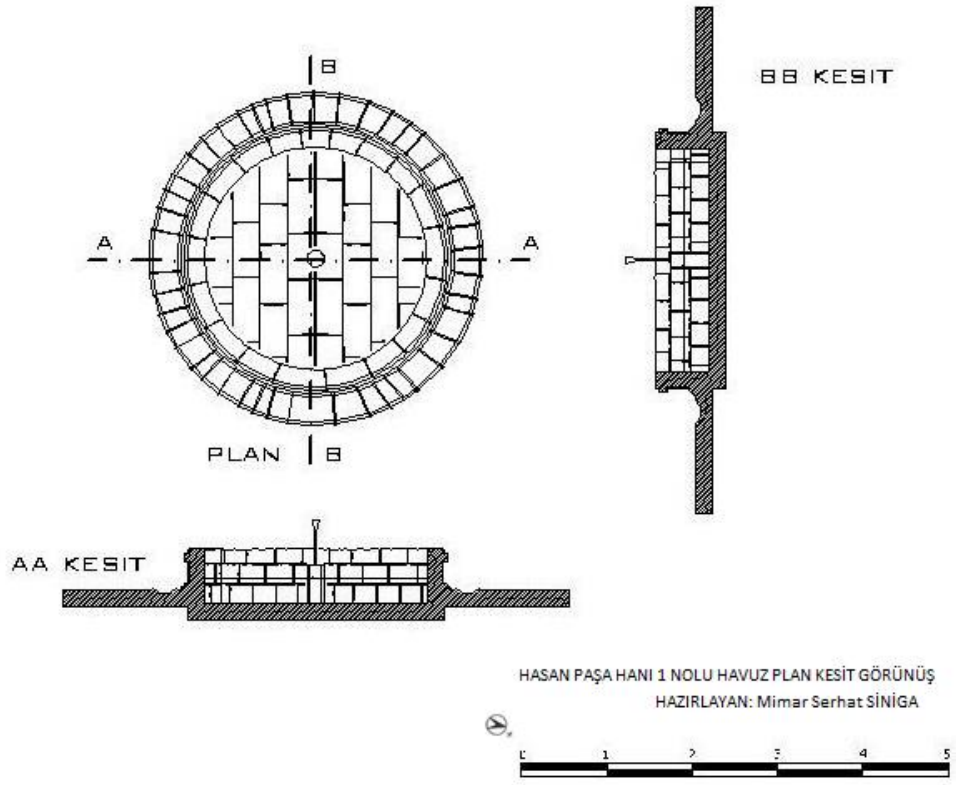 B
BB KESIT
A A
PLAN B
AA KESIT
HASAN PAŞA HANI 1 NOLU HAVUZ PLAN KESİT GÖRÜNÜŞ
HAZIRLAYAN: Mimar Serhat SİNİGA
1 2 3 4 5